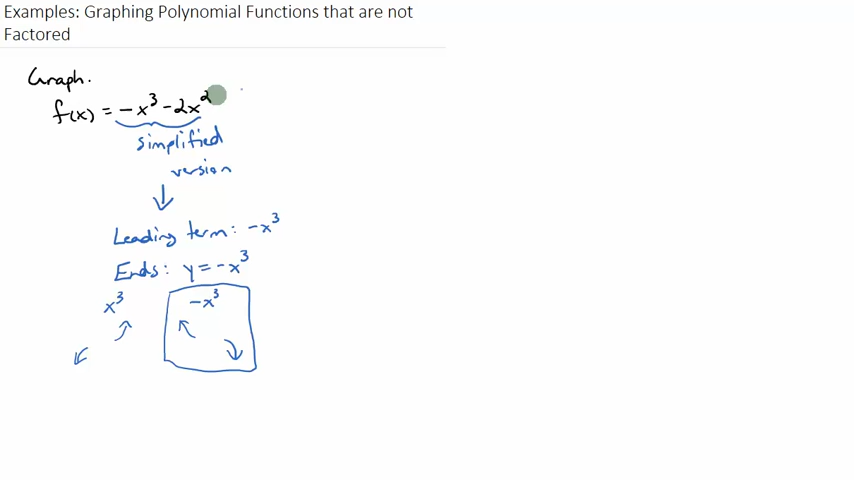 Examples: Graphing Polynomial Functions that are not
Factored
Graph.
f(x) = -x³ - 2x²
simplified
version
Leading term: -x³
Ends: y = -x³
x³
-x³